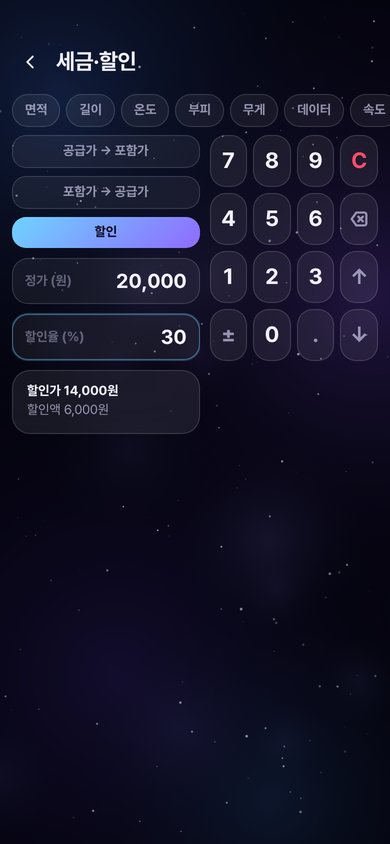 세금·할인
면적 길이 온도 부피 무게 데이터 속도
공급가 → 포함가
포함가 → 공급가
할인
정가 (원) 20,000
할인율 (%) 30
할인가 14,000원
할인액 6,000원
7 8 9 C
4 5 6
1 2 3 ↑
± 0 . ↓